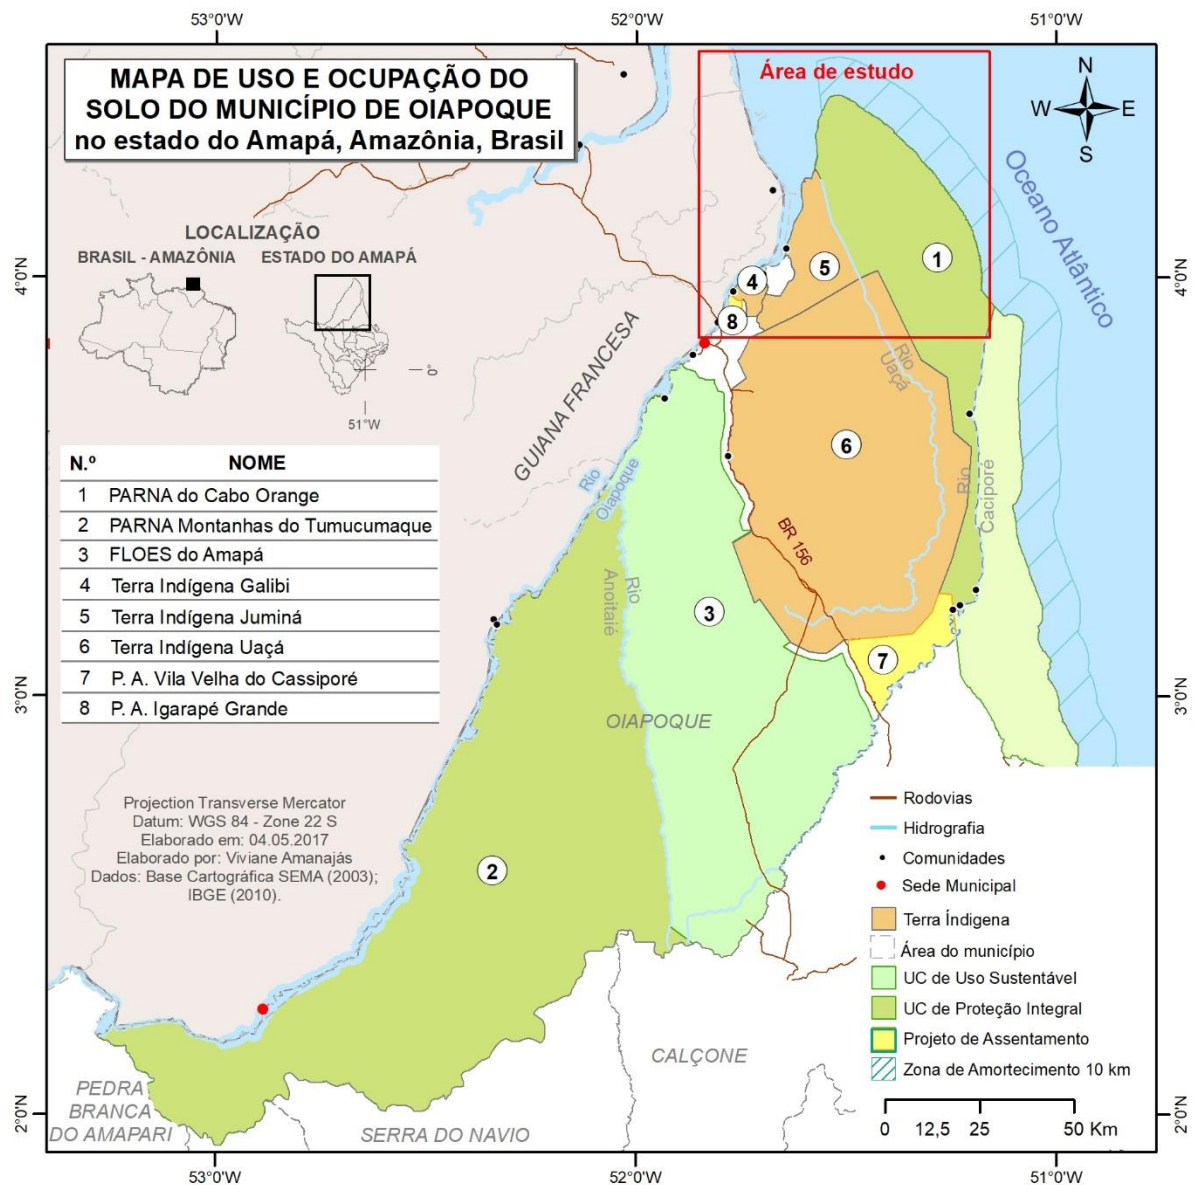 53°0'W 52°0'W 51°0'W
MAPA DE USO E OCUPAÇÃO DO
SOLO DO MUNICÍPIO DE OIAPOQUE
no estado do Amapá, Amazônia, Brasil
Área de estudo
N
W E
S
Oceano Atlântico
LOCALIZAÇÃO
BRASIL - AMAZÔNIA ESTADO DO AMAPÁ
0°
51°W
4°0'N 4°0'N
1
5
4
8
GUIANA FRANCESA
Rio
Uaçá
6
Rio
Oiapoque
Rio
Caciporé
BR 156
Rio
Anoitaié
3
7
OIAPOQUE
2
N.º NOME
1 PARNA do Cabo Orange
2 PARNA Montanhas do Tumucumaque
3 FLOES do Amapá
4 Terra Indígena Galibi
5 Terra Indígena Juminá
6 Terra Indígena Uaçá
7 P. A. Vila Velha do Cassiporé
8 P. A. Igarapé Grande
3°0'N 3°0'N
Projection Transverse Mercator
Datum: WGS 84 - Zone 22 S
Elaborado em: 04.05.2017
Elaborado por: Viviane Amanajás
Dados: Base Cartográfica SEMA (2003);
IBGE (2010).
Rodovias
Hidrografia
Comunidades
Sede Municipal
Terra Índigena
Área do município
UC de Uso Sustentável
UC de Proteção Integral
Projeto de Assentamento
Zona de Amortecimento 10 km
0 12,5 25 50 Km
CALÇONE
PEDRA
BRANCA
DO AMAPARI
SERRA DO NAVIO
2°0'N 2°0'N
53°0'W 52°0'W 51°0'W